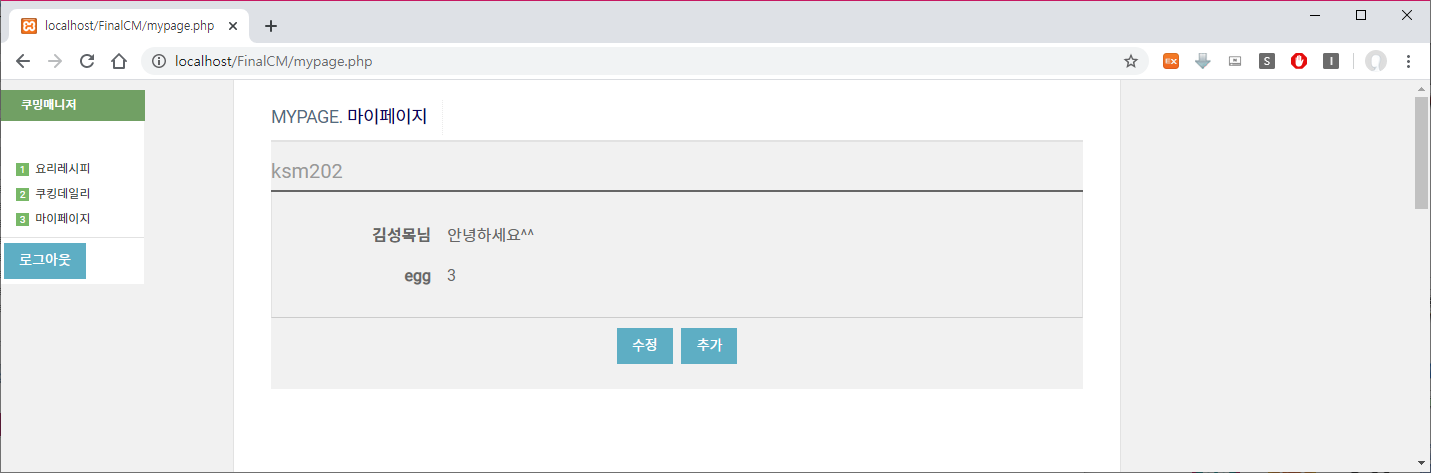 localhost/FinalCM/mypage.php
localhost/FinalCM/mypage.php
EX
S
I
쿠밍매니저
1 요리레시피
2 쿠킹데일리
3 마이페이지
로그아웃
MYPAGE. 마이페이지
ksm202
김성목님 안녕하세요^^
egg 3
수정 추가